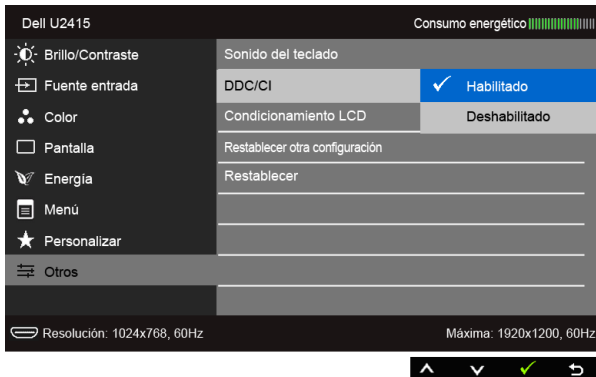 Dell U2415 Consumo energético
Brillo/Contraste Sonido del teclado
Fuente entrada DDC/CI Habilitado
Color Condicionamiento LCD Deshabilitado
Pantalla Restablecer otra configuración
Energía Restablecer
Menú
Personalizar
Otros
Resolución: 1024x768, 60Hz Máxima: 1920x1200, 60Hz